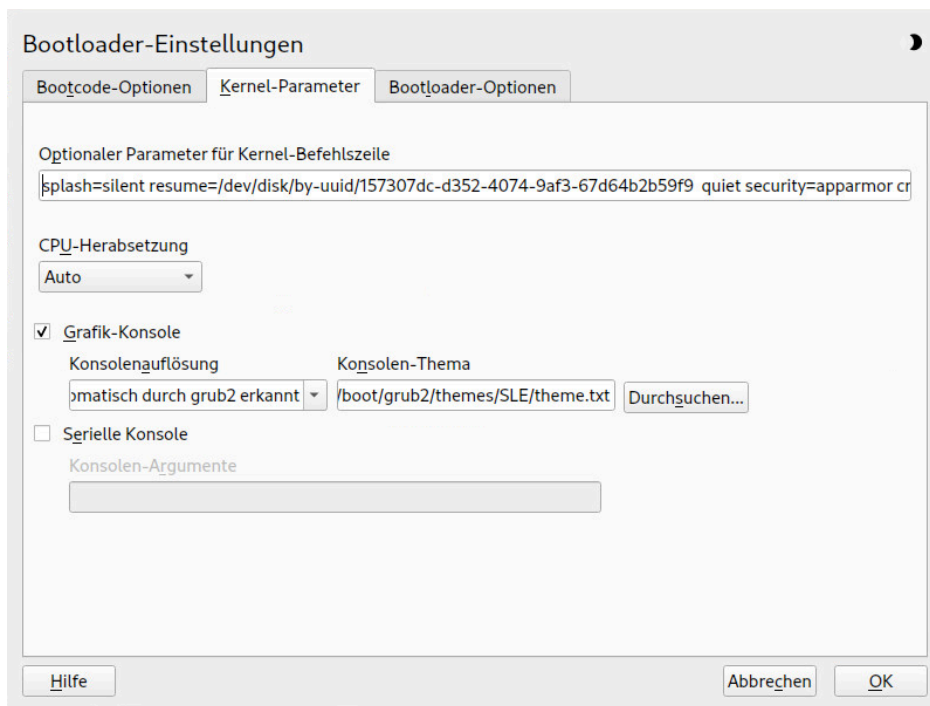 Bootloader-Einstellungen
Bootcode-Optionen Kernel-Parameter Bootloader-Optionen
Optionaler Parameter für Kernel-Befehlszeile
splash=silent resume=/dev/disk/by-uuid/157307dc-d352-4074-9af3-67d64b2b59f9 quiet security=apparmor cr
CPU-Herabsetzung
Auto
Grafik-Konsole
Konsolenauflösung Konsolen-Thema
omatisch durch grub2 erkannt /boot/grub2/themes/SLE/theme.txt Durchsuchen...
Serielle Konsole
Konsolen-Argumente
Hilfe Abbrechen OK